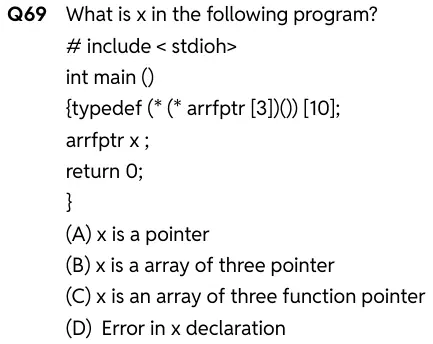 Q69 What is x in the following program?
# include < stdioh>
int main ()
{typedef (* (* arrfptr [3])()) [10];
arrfptr x ;
return 0;
}
(A) x is a pointer
(B) x is a array of three pointer
(C) x is an array of three function pointer
(D) Error in x declaration